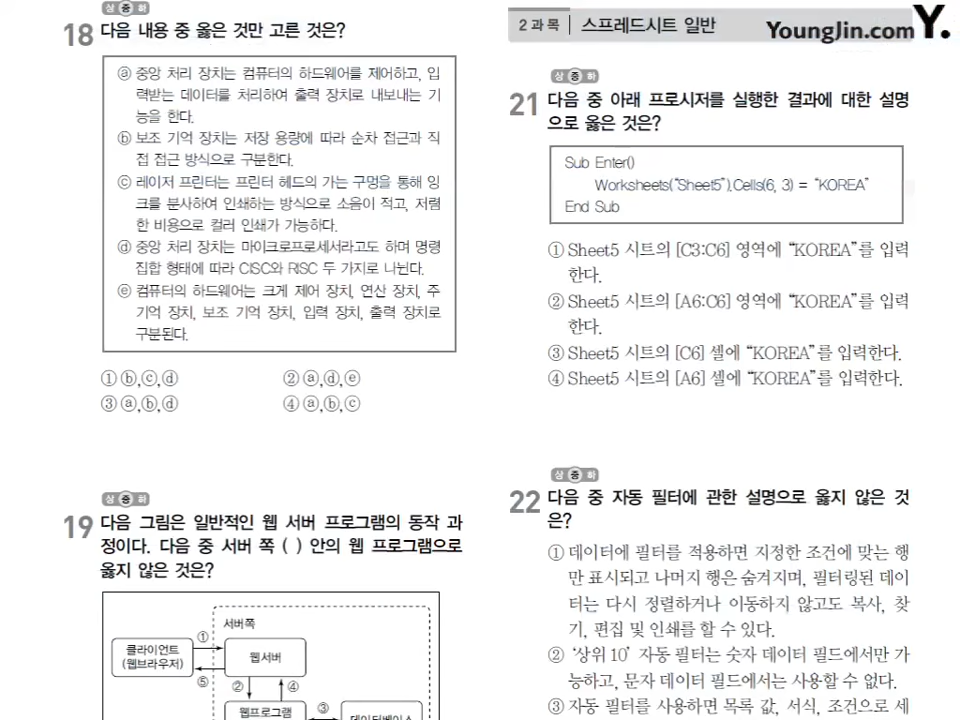 상 중 하
18 다음 내용 중 옳은 것만 고른 것은?
ⓐ 중앙 처리 장치는 컴퓨터의 하드웨어를 제어하고, 입
력받는 데이터를 처리하여 출력 장치로 내보내는 기
능을 한다.
ⓑ 보조 기억 장치는 저장 용량에 따라 순차 접근과 직
접 접근 방식으로 구분한다.
ⓒ 레이저 프린터는 프린터 헤드의 가는 구멍을 통해 잉
크를 분사하여 인쇄하는 방식으로 소음이 적고, 저렴
한 비용으로 컬러 인쇄가 가능하다.
ⓓ 중앙 처리 장치는 마이크로프로세서라고도 하며 명령
집합 형태에 따라 CISC와 RISC 두 가지로 나뉜다.
ⓔ 컴퓨터의 하드웨어는 크게 제어 장치, 연산 장치, 주
기억 장치, 보조 기억 장치, 입력 장치, 출력 장치로
구분된다.
① ⓑ,ⓒ,ⓓ ② ⓐ,ⓓ,ⓔ
③ ⓐ,ⓑ,ⓓ ④ ⓐ,ⓑ,ⓒ
상 중 하
19 다음 그림은 일반적인 웹 서버 프로그램의 동작 과
정이다. 다음 중 서버 쪽 ( ) 안의 웹 프로그램으로
옳지 않은 것은?
서버쪽
클라이언트
(웹브라우저)
①
웹서버
⑤
② ④
웹프로그램
③
데이터베이스
2과목 스프레드시트 일반
YoungJin.com Y.
상 중 하
21 다음 중 아래 프로시저를 실행한 결과에 대한 설명
으로 옳은 것은?
Sub Enter()
Worksheets("Sheet5").Cells(6, 3) = "KOREA"
End Sub
① Sheet5 시트의 [C3:C6] 영역에 “KOREA”를 입력
한다.
② Sheet5 시트의 [A6:C6] 영역에 “KOREA”를 입력
한다.
③ Sheet5 시트의 [C6] 셀에 “KOREA”를 입력한다.
④ Sheet5 시트의 [A6] 셀에 “KOREA”를 입력한다.
상 중 하
22 다음 중 자동 필터에 관한 설명으로 옳지 않은 것
은?
① 데이터에 필터를 적용하면 지정한 조건에 맞는 행
만 표시되고 나머지 행은 숨겨지며, 필터링된 데이
터는 다시 정렬하거나 이동하지 않고도 복사, 찾
기, 편집 및 인쇄를 할 수 있다.
② ‘상위 10’ 자동 필터는 숫자 데이터 필드에서만 가
능하고, 문자 데이터 필드에서는 사용할 수 없다.
③ 자동 필터를 사용하면 목록 값, 서식, 조건으로 세